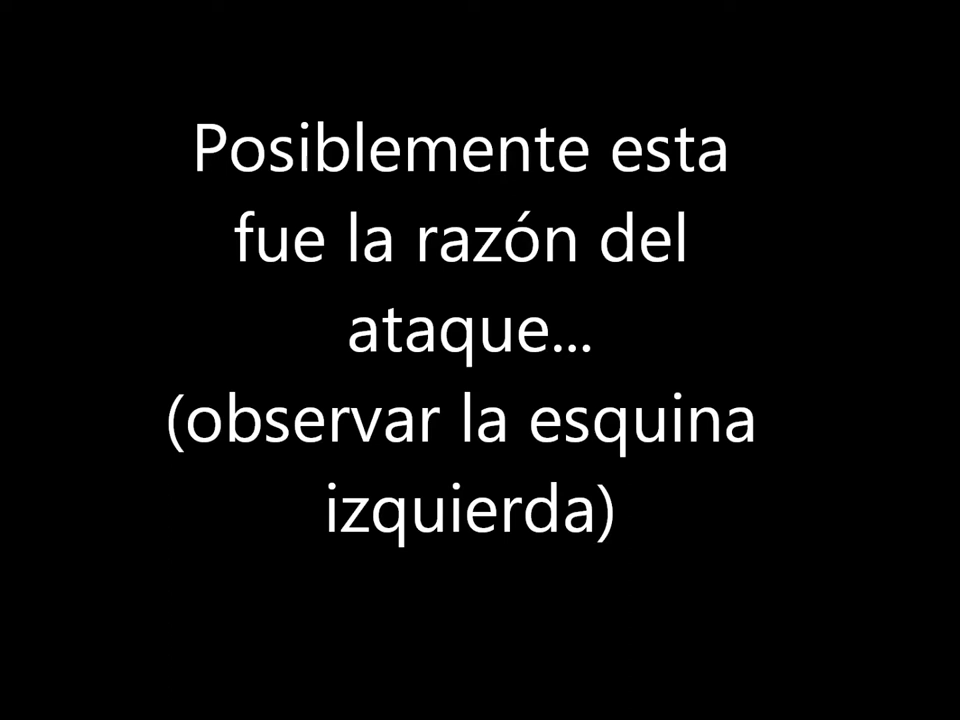 Posiblemente esta
fue la razón del
ataque...
(observar la esquina
izquierda)